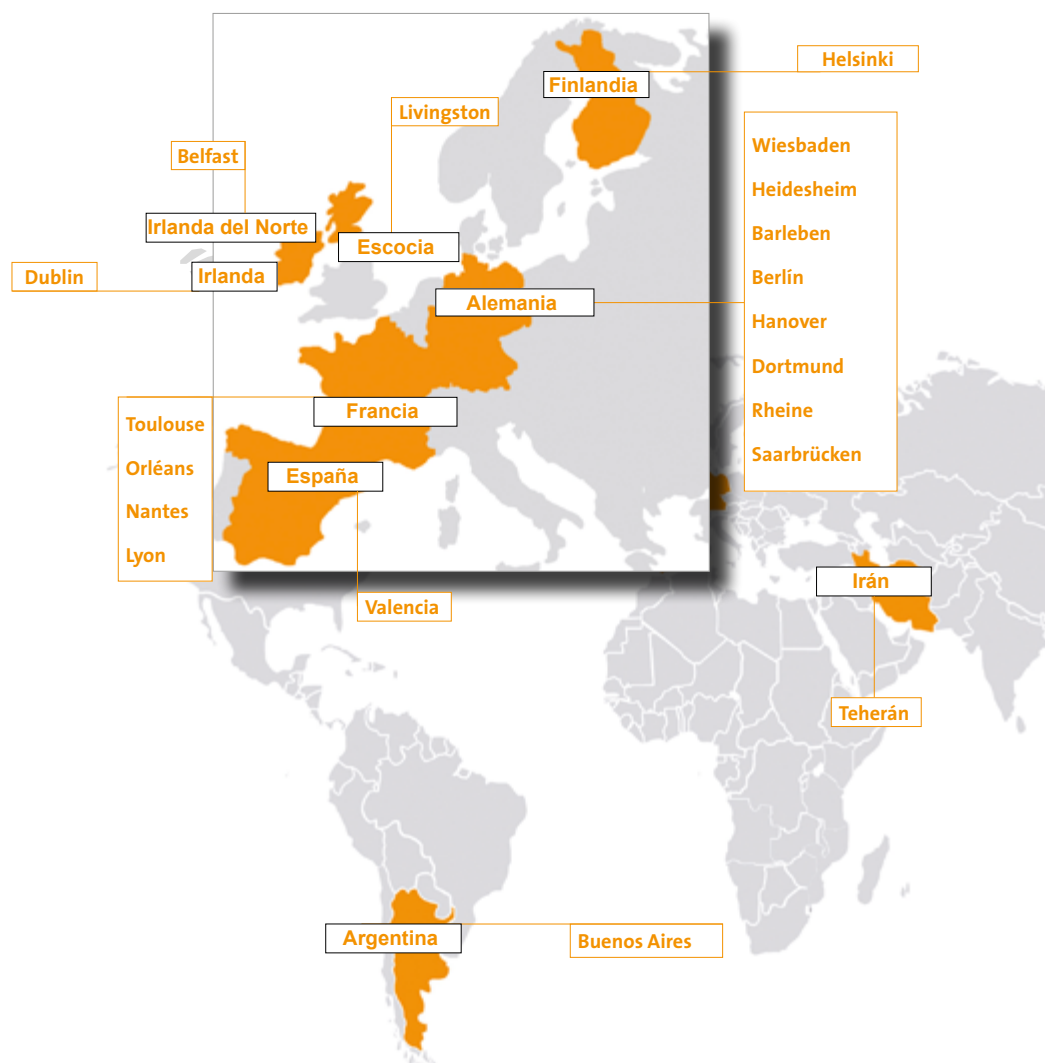 Helsinki
Finlandia
Livingston
Belfast
Wiesbaden
Heidesheim
Barleben
Berlín
Hanover
Dortmund
Rheine
Saarbrücken
Irlanda del Norte
Escocia
Dublin
Irlanda
Alemania
Francia
Toulouse
Orléans
Nantes
Lyon
España
Valencia
Irán
Teherán
Argentina
Buenos Aires